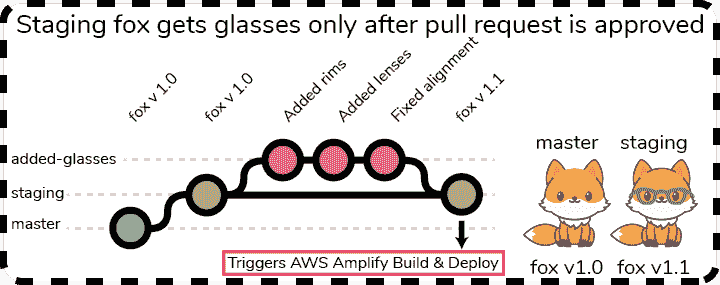 Staging fox gets glasses only after pull request is approved
fox v 1.0
fox v 1.0
Added rims
Added lenses
Fixed alignment
fox v 1.1
added-glasses
staging
master
Triggers AWS Amplify Build & Deploy
master
staging
fox v1.0
fox v1.1